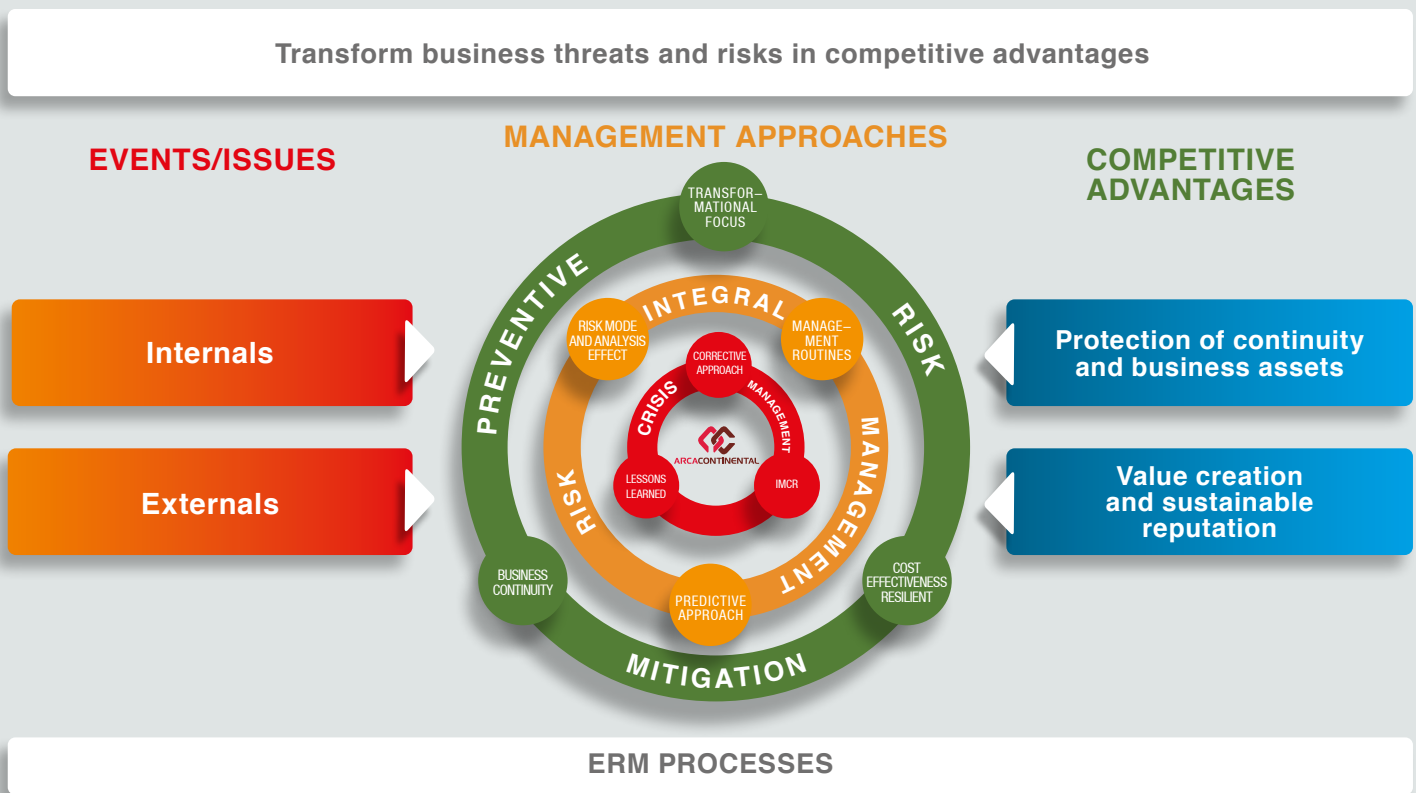 Transform business threats and risks in competitive advantages
EVENTS/ISSUES
MANAGEMENT APPROACHES
COMPETITIVE
ADVANTAGES
Internals
Externals
TRANSFOR–
MATIONAL
FOCUS
PREVENTIVE
RISK
MITIGATION
BUSINESS
CONTINUITY
COST
EFFECTIVENESS
RESILIENT
INTEGRAL
RISK
MANAGEMENT
RISK MODE
AND ANALYSIS
EFFECT
MANAGE–
MENT
ROUTINES
PREDICTIVE
APPROACH
CORRECTIVE
APPROACH
CRISIS
MANAGEMENT
ARCACONTINENTAL
LESSONS
LEARNED
IMCR
Protection of continuity
and business assets
Value creation
and sustainable
reputation
ERM PROCESSES